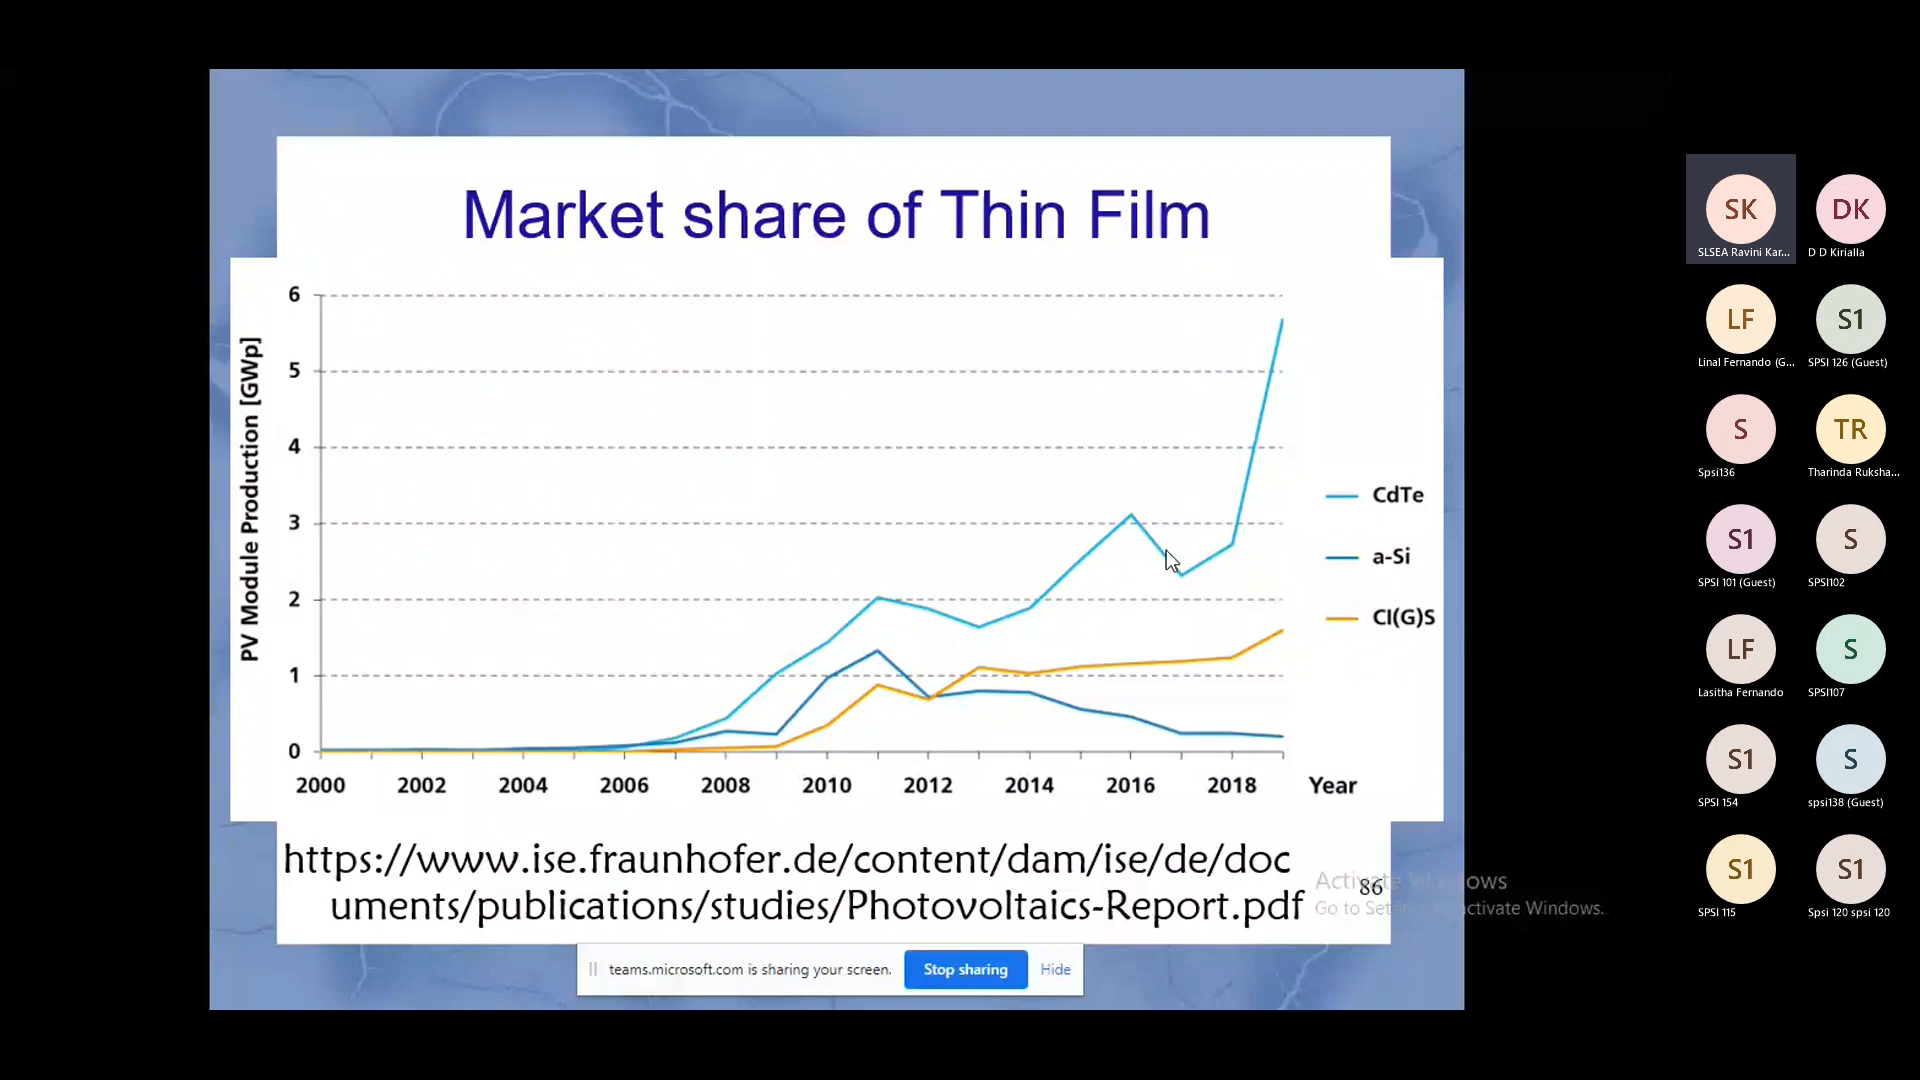 Market share of Thin Film
PV Module Production [GWp]
6
5
4
3
2
1
0
2000 2002 2004 2006 2008 2010 2012 2014 2016 2018 Year
CdTe
a-Si
CI(G)S
https://www.ise.fraunhofer.de/content/dam/ise/de/doc
uments/publications/studies/Photovoltaics-Report.pdf
86
Activate Windows
Go to Settings to activate Windows.
teams.microsoft.com is sharing your screen. Stop sharing Hide
SK DK
SLSEA Ravini Kar... D D Kirialla
LF S1
Linal Fernando (G... SPSI 126 (Guest)
S TR
Spsi136 Tharinda Ruksha...
S1 S
SPSI 101 (Guest) SPSI102
LF S
Lasitha Fernando SPSI107
S1 S
SPSI 154 spsi138 (Guest)
S1 S1
SPSI 115 Spsi 120 spsi 120